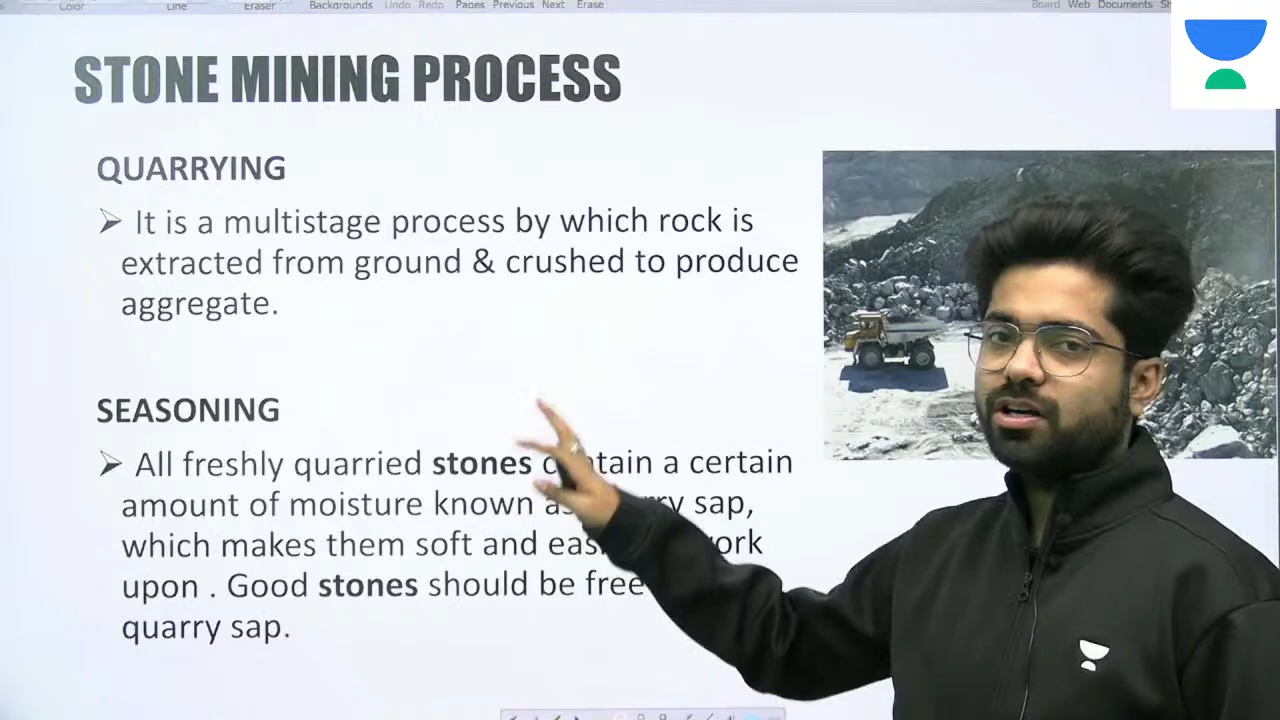 Color
Line
Eraser
Backgrounds
Undo
Redo
Pages
Previous
Next
Erase
Board
Web
Documents
STONE MINING PROCESS
QUARRYING
➢ It is a multistage process by which rock is
extracted from ground & crushed to produce
aggregate.
SEASONING
➢ All freshly quarried stones a certain
amount of moisture known sap,
which makes them soft and
upon . Good stones should be free
quarry sap.